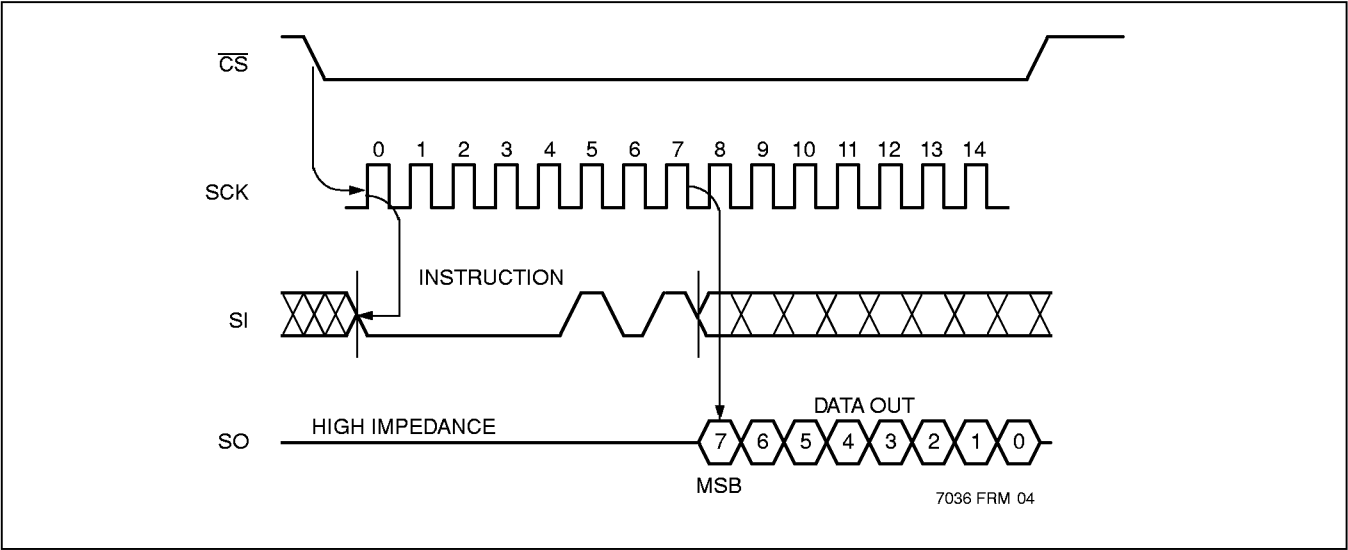 CS
0 1 2 3 4 5 6 7 8 9 10 11 12 13 14
SCK
INSTRUCTION
SI
DATA OUT
HIGH IMPEDANCE
SO
7 6 5 4 3 2 1 0
MSB
7036 FRM 04